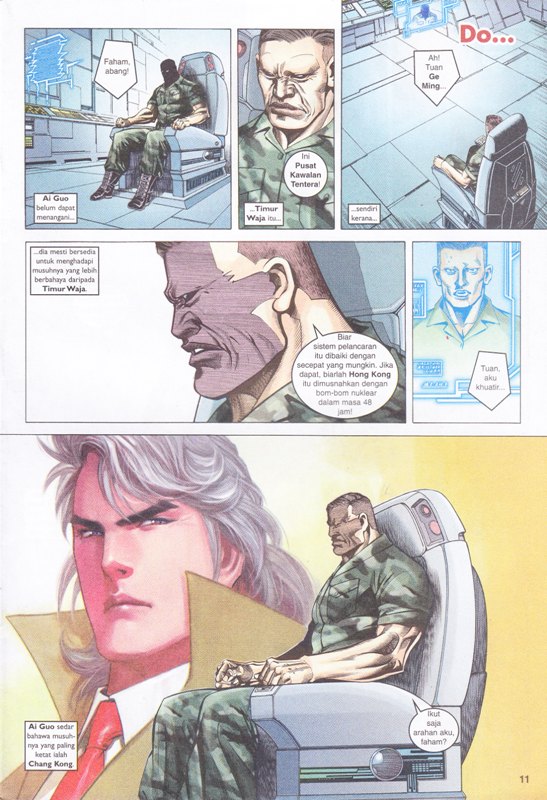 Faham,
abang!
Ai Guo
belum dapat
menangani...
Ini
Pusat
Kawalan
Tentera!
...Timur
Waja itu...
Do...
Ah!
Tuan
Ge
Ming...
...sendiri
kerana...
...dia mesti bersedia
untuk menghadapi
musuhnya yang lebih
berbahaya daripada
Timur Waja.
Biar
sistem pelancaran
itu dibaiki dengan
secepat yang mungkin. Jika
dapat, biarlah Hong Kong
itu dimusnahkan dengan
bom-bom nuklear
dalam masa 48
jam!
Tuan,
aku
khuatir...
Ai Guo sedar
bahawa musuh-
nya yang paling
ketat ialah
Chang Kong.
Ikut
saja
arahan aku,
faham?
11